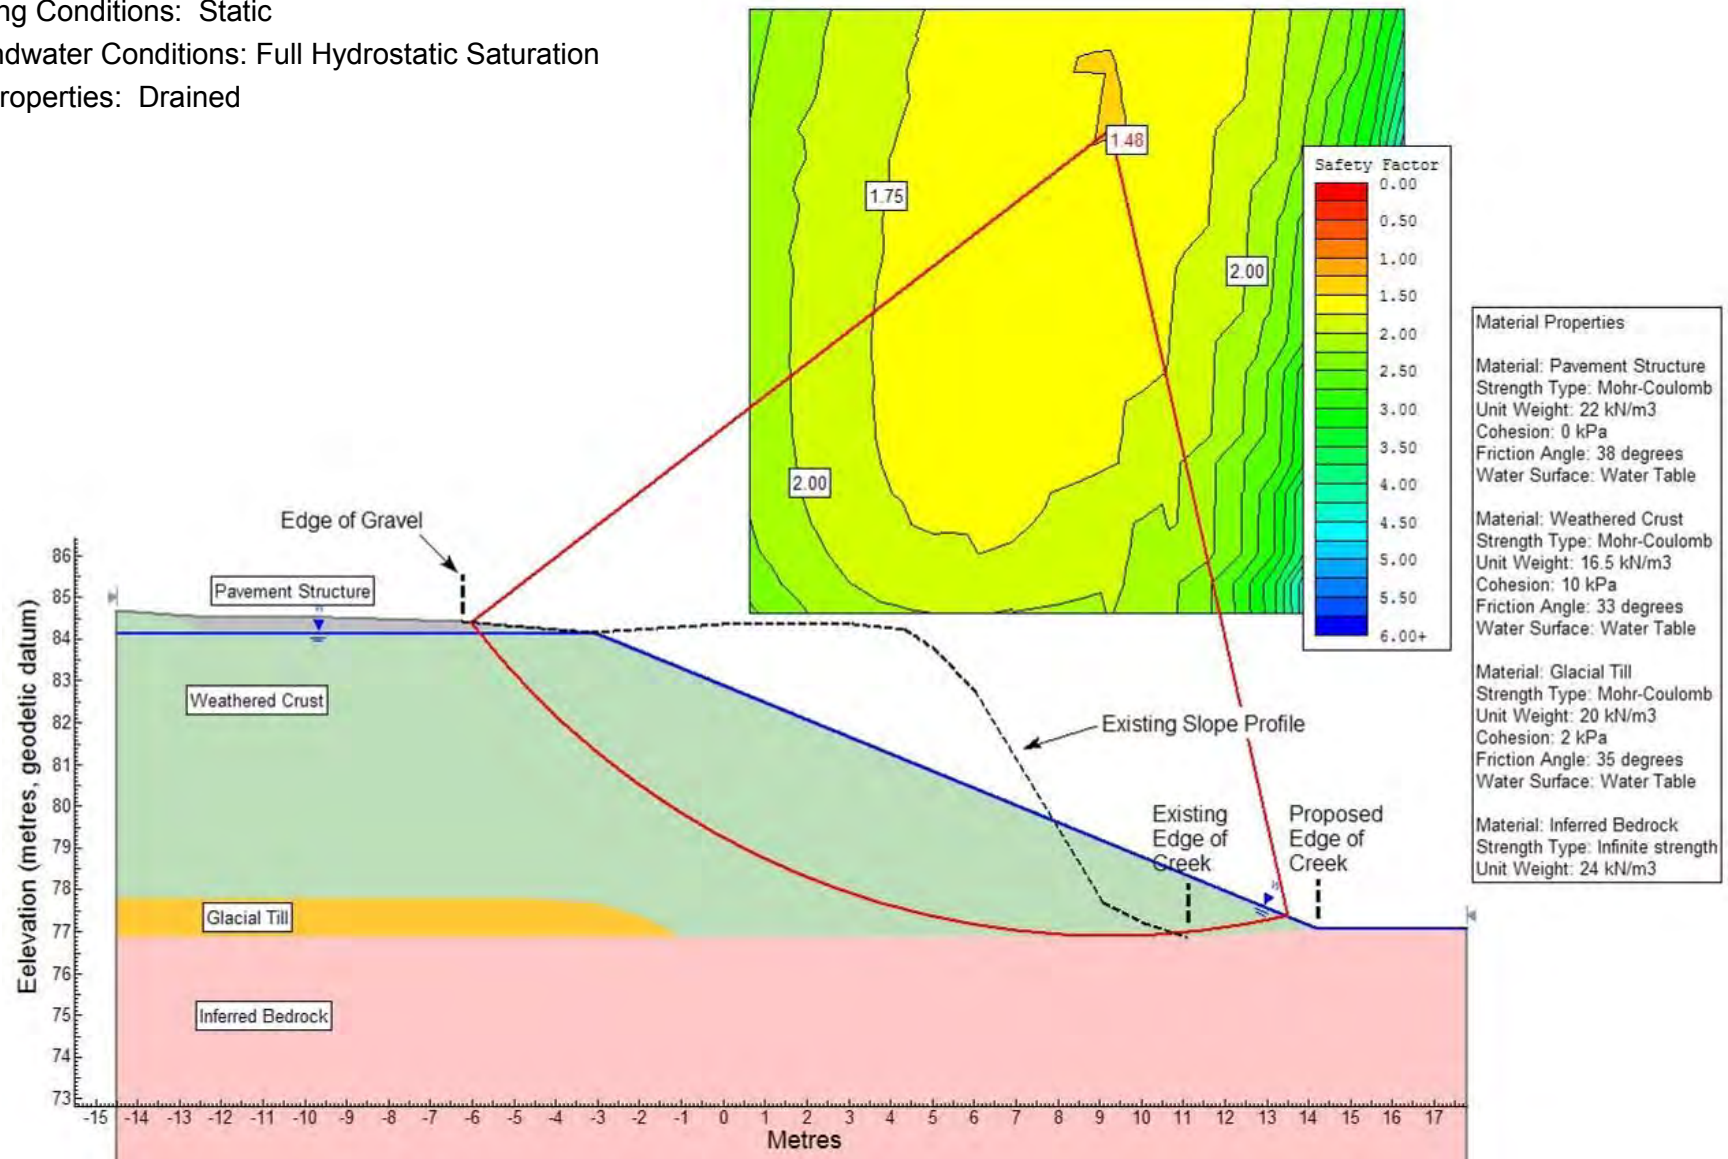 ng Conditions: Static
ndwater Conditions: Full Hydrostatic Saturation
roperties: Drained
1.48
1.75
2.00
2.00
Safety Factor
0.00
0.50
1.00
1.50
2.00
2.50
3.00
3.50
4.00
4.50
5.00
5.50
6.00+
Material Properties
Material: Pavement Structure
Strength Type: Mohr-Coulomb
Unit Weight: 22 kN/m3
Cohesion: 0 kPa
Friction Angle: 38 degrees
Water Surface: Water Table
Material: Weathered Crust
Strength Type: Mohr-Coulomb
Unit Weight: 16.5 kN/m3
Cohesion: 10 kPa
Friction Angle: 33 degrees
Water Surface: Water Table
Material: Glacial Till
Strength Type: Mohr-Coulomb
Unit Weight: 20 kN/m3
Cohesion: 2 kPa
Friction Angle: 35 degrees
Water Surface: Water Table
Material: Inferred Bedrock
Strength Type: Infinite strength
Unit Weight: 24 kN/m3
Edge of Gravel
Pavement Structure
Weathered Crust
Existing Slope Profile
Existing
Edge of
Creek
Proposed
Edge of
Creek
Glacial Till
Inferred Bedrock
Eelevation (metres, geodetic datum)
86
85
84
83
82
81
80
79
78
77
76
75
74
73
-15 -14 -13 -12 -11 -10 -9 -8 -7 -6 -5 -4 -3 -2 -1 0 1 2 3 4 5 6 7 8 9 10 11 12 13 14 15 16 17
Metres